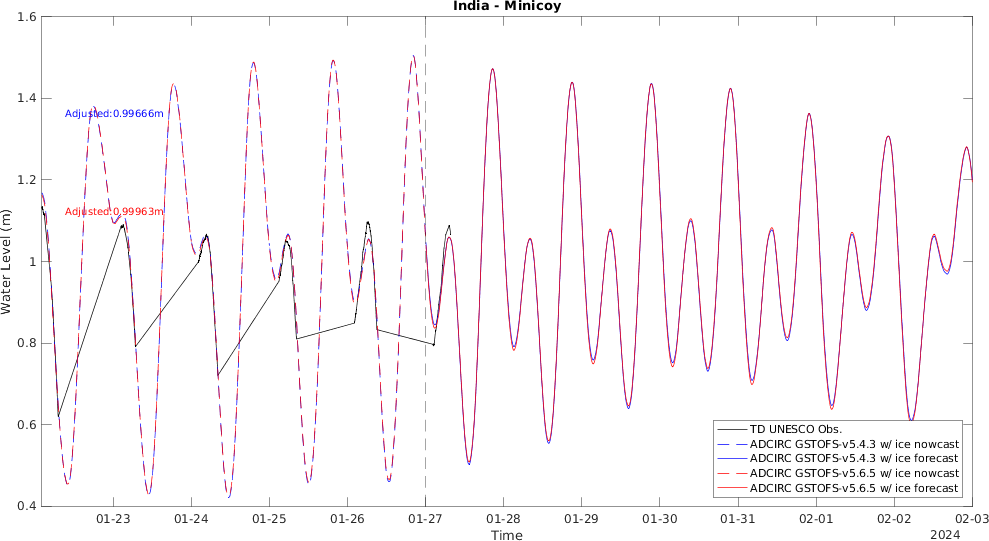 India - Minicoy
Water Level (m)
1.6
1.4
1.2
1
0.8
0.6
0.4
Adjusted:0.99666m
Adjusted:0.99963m
TD UNESCO Obs.
ADCIRC GSTOFS-v5.4.3 w/ ice nowcast
ADCIRC GSTOFS-v5.4.3 w/ ice forecast
ADCIRC GSTOFS-v5.6.5 w/ ice nowcast
ADCIRC GSTOFS-v5.6.5 w/ ice forecast
01-23 01-24 01-25 01-26 01-27 01-28 01-29 01-30 01-31 02-01 02-02 02-03
Time
2024